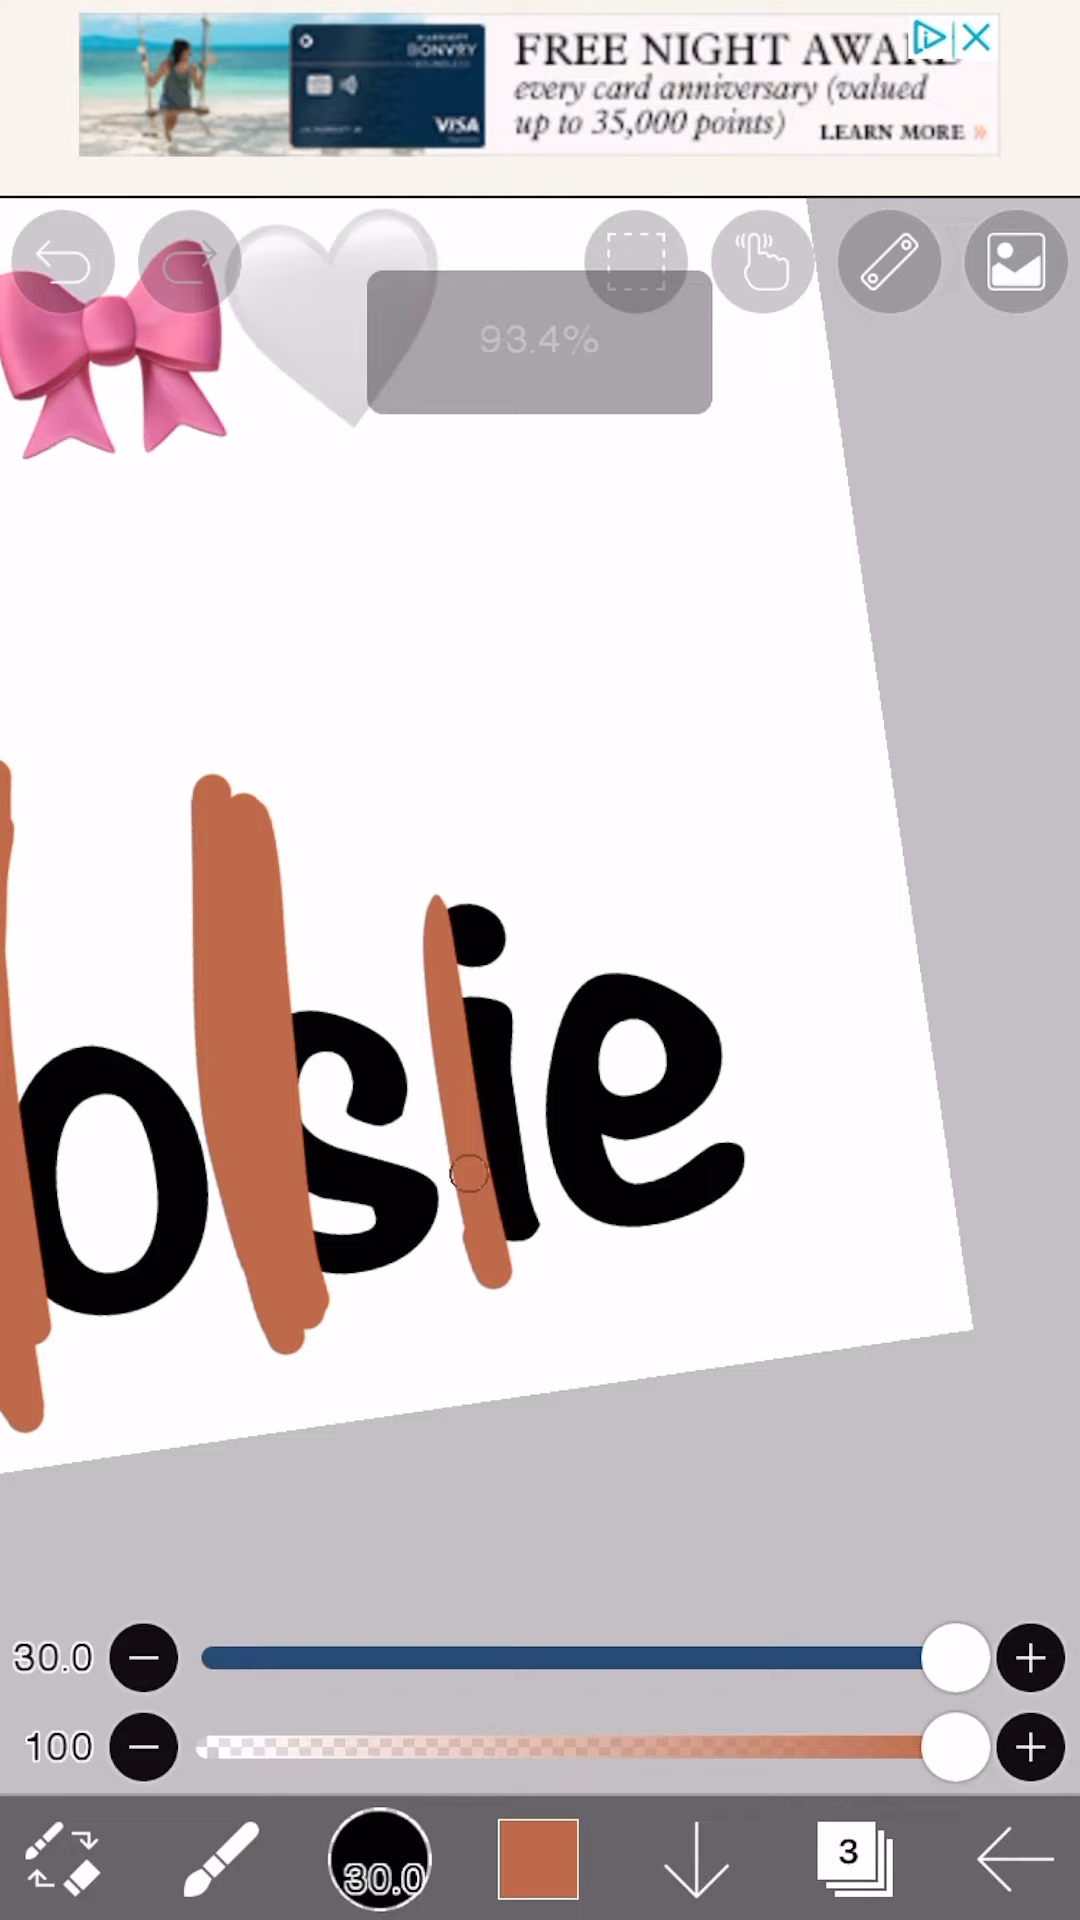 FREE NIGHT AWARD
every card anniversary (valued
up to 35,000 points)
LEARN MORE »
BONVOY
VISA
93.4%
osie
30.0
100
30.0
3